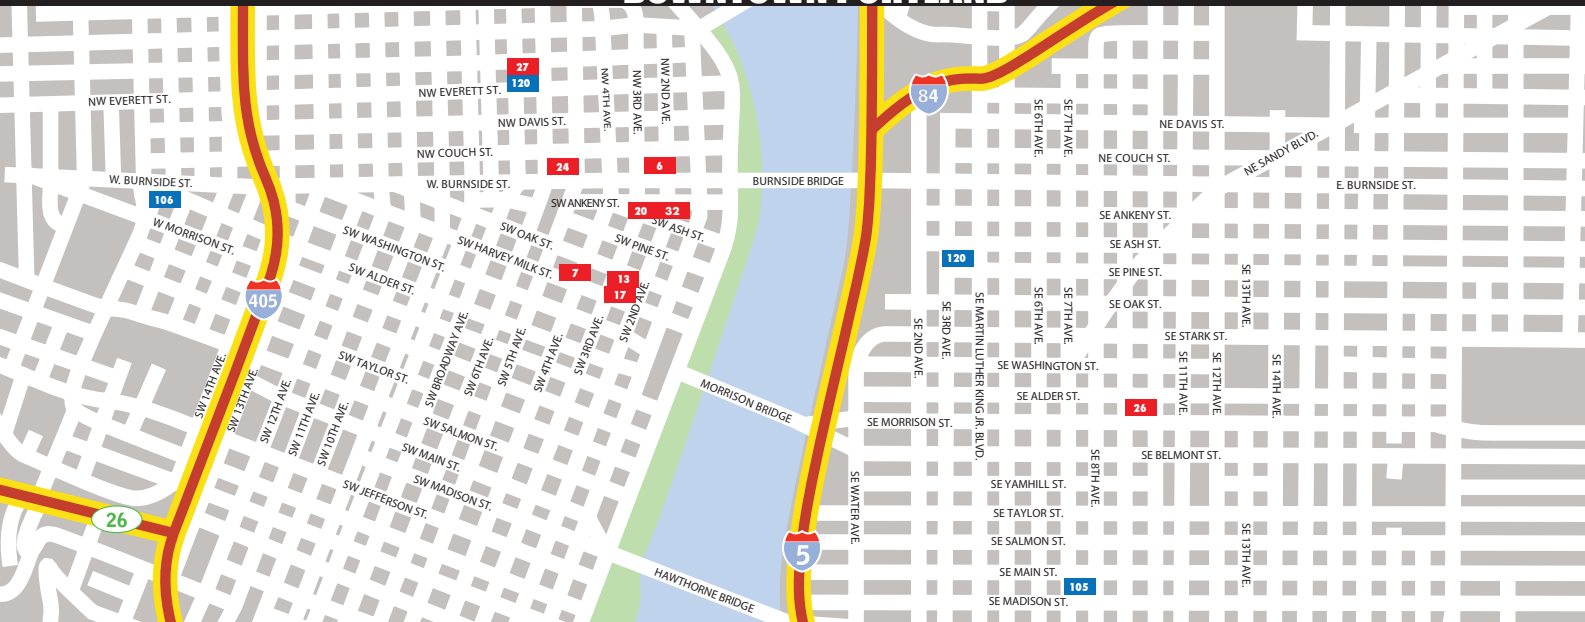 DOWNTOWN PORTLAND
27
120
NW EVERETT ST.
NW EVERETT ST.
NW DAVIS ST.
NW COUCH ST.
NW 4TH AVE.
NW 3RD AVE.
NW 2ND AVE.
24
6
W. BURNSIDE ST.
W. BURNSIDE ST.
106
BURNSIDE BRIDGE
SW ANKENY ST.
20
32
SW ASH ST.
W MORRISON ST.
SW WASHINGTON ST.
SW ALDER ST.
SW HARVEY MILK ST.
SW OAK ST.
SW PINE ST.
7
13
17
405
SW 2ND AVE.
SW 3RD AVE.
SW 4TH AVE.
SW 5TH AVE.
SW 6TH AVE.
SW BROADWAY AVE.
SW TAYLOR ST.
SW 14TH AVE.
SW 13TH AVE.
SW 12TH AVE.
SW 11TH AVE.
SW 10TH AVE.
SW SALMON ST.
SW MAIN ST.
SW MADISON ST.
SW JEFFERSON ST.
26
MORRISON BRIDGE
HAWTHORNE BRIDGE
5
84
SE 6TH AVE.
SE 7TH AVE.
NE DAVIS ST.
NE COUCH ST.
NE SANDY BLVD.
E. BURNSIDE ST.
SE ANKENY ST.
SE ASH ST.
120
SE PINE ST.
SE OAK ST.
SE 13TH AVE.
SE 2ND AVE.
SE 3RD AVE.
SE MARTIN LUTHER KING JR. BLVD.
SE 6TH AVE.
SE 7TH AVE.
SE STARK ST.
SE WASHINGTON ST.
SE 11TH AVE.
SE 12TH AVE.
SE 14TH AVE.
SE ALDER ST.
26
SE MORRISON ST.
SE BELMONT ST.
SE 8TH AVE.
SE WATER AVE.
SE YAMHILL ST.
SE TAYLOR ST.
SE SALMON ST.
SE 13TH AVE.
SE MAIN ST.
105
SE MADISON ST.